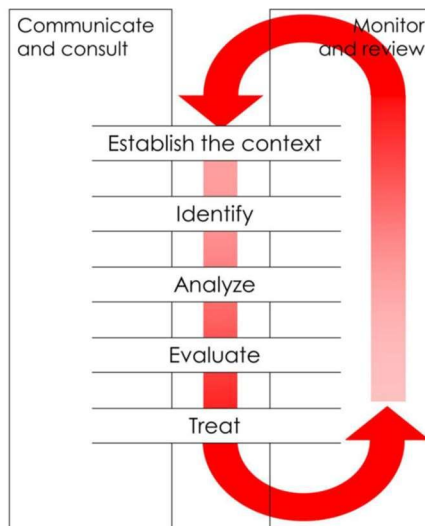 Communicate
and consult
Monitor
and review
Establish the context
Identify
Analyze
Evaluate
Treat